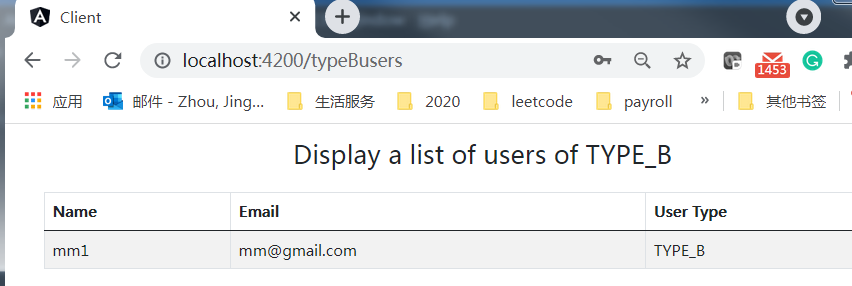 Client
localhost:4200/typeBusers
1453
应用 邮件 - Zhou, Jing... 生活服务 2020 leetcode payroll » 其他书签
Display a list of users of TYPE_B
Name Email User Type
mm1 mm@gmail.com TYPE_B